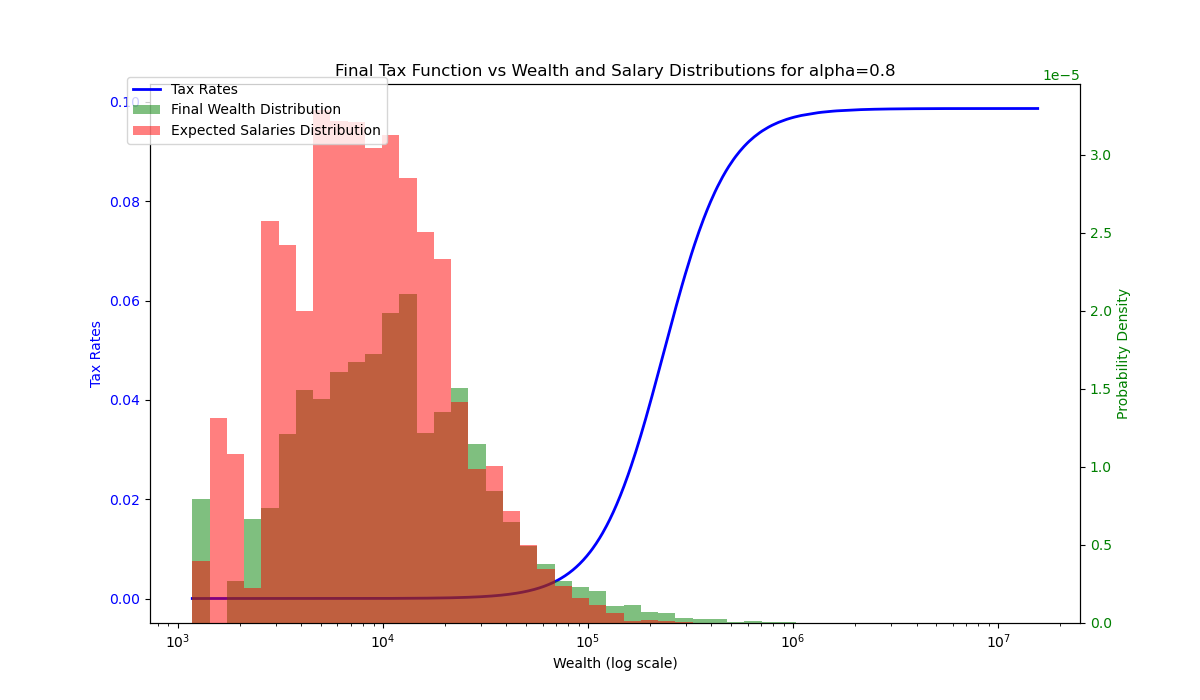 Final Tax Function vs Wealth and Salary Distributions for alpha=0.8
1e−5
Tax Rates
Final Wealth Distribution
Expected Salaries Distribution
0.10
0.08
0.06
0.04
0.02
0.00
Tax Rates
3.0
2.5
2.0
1.5
1.0
0.5
0.0
Probability Density
10³
10⁴
10⁵
10⁶
10⁷
Wealth (log scale)